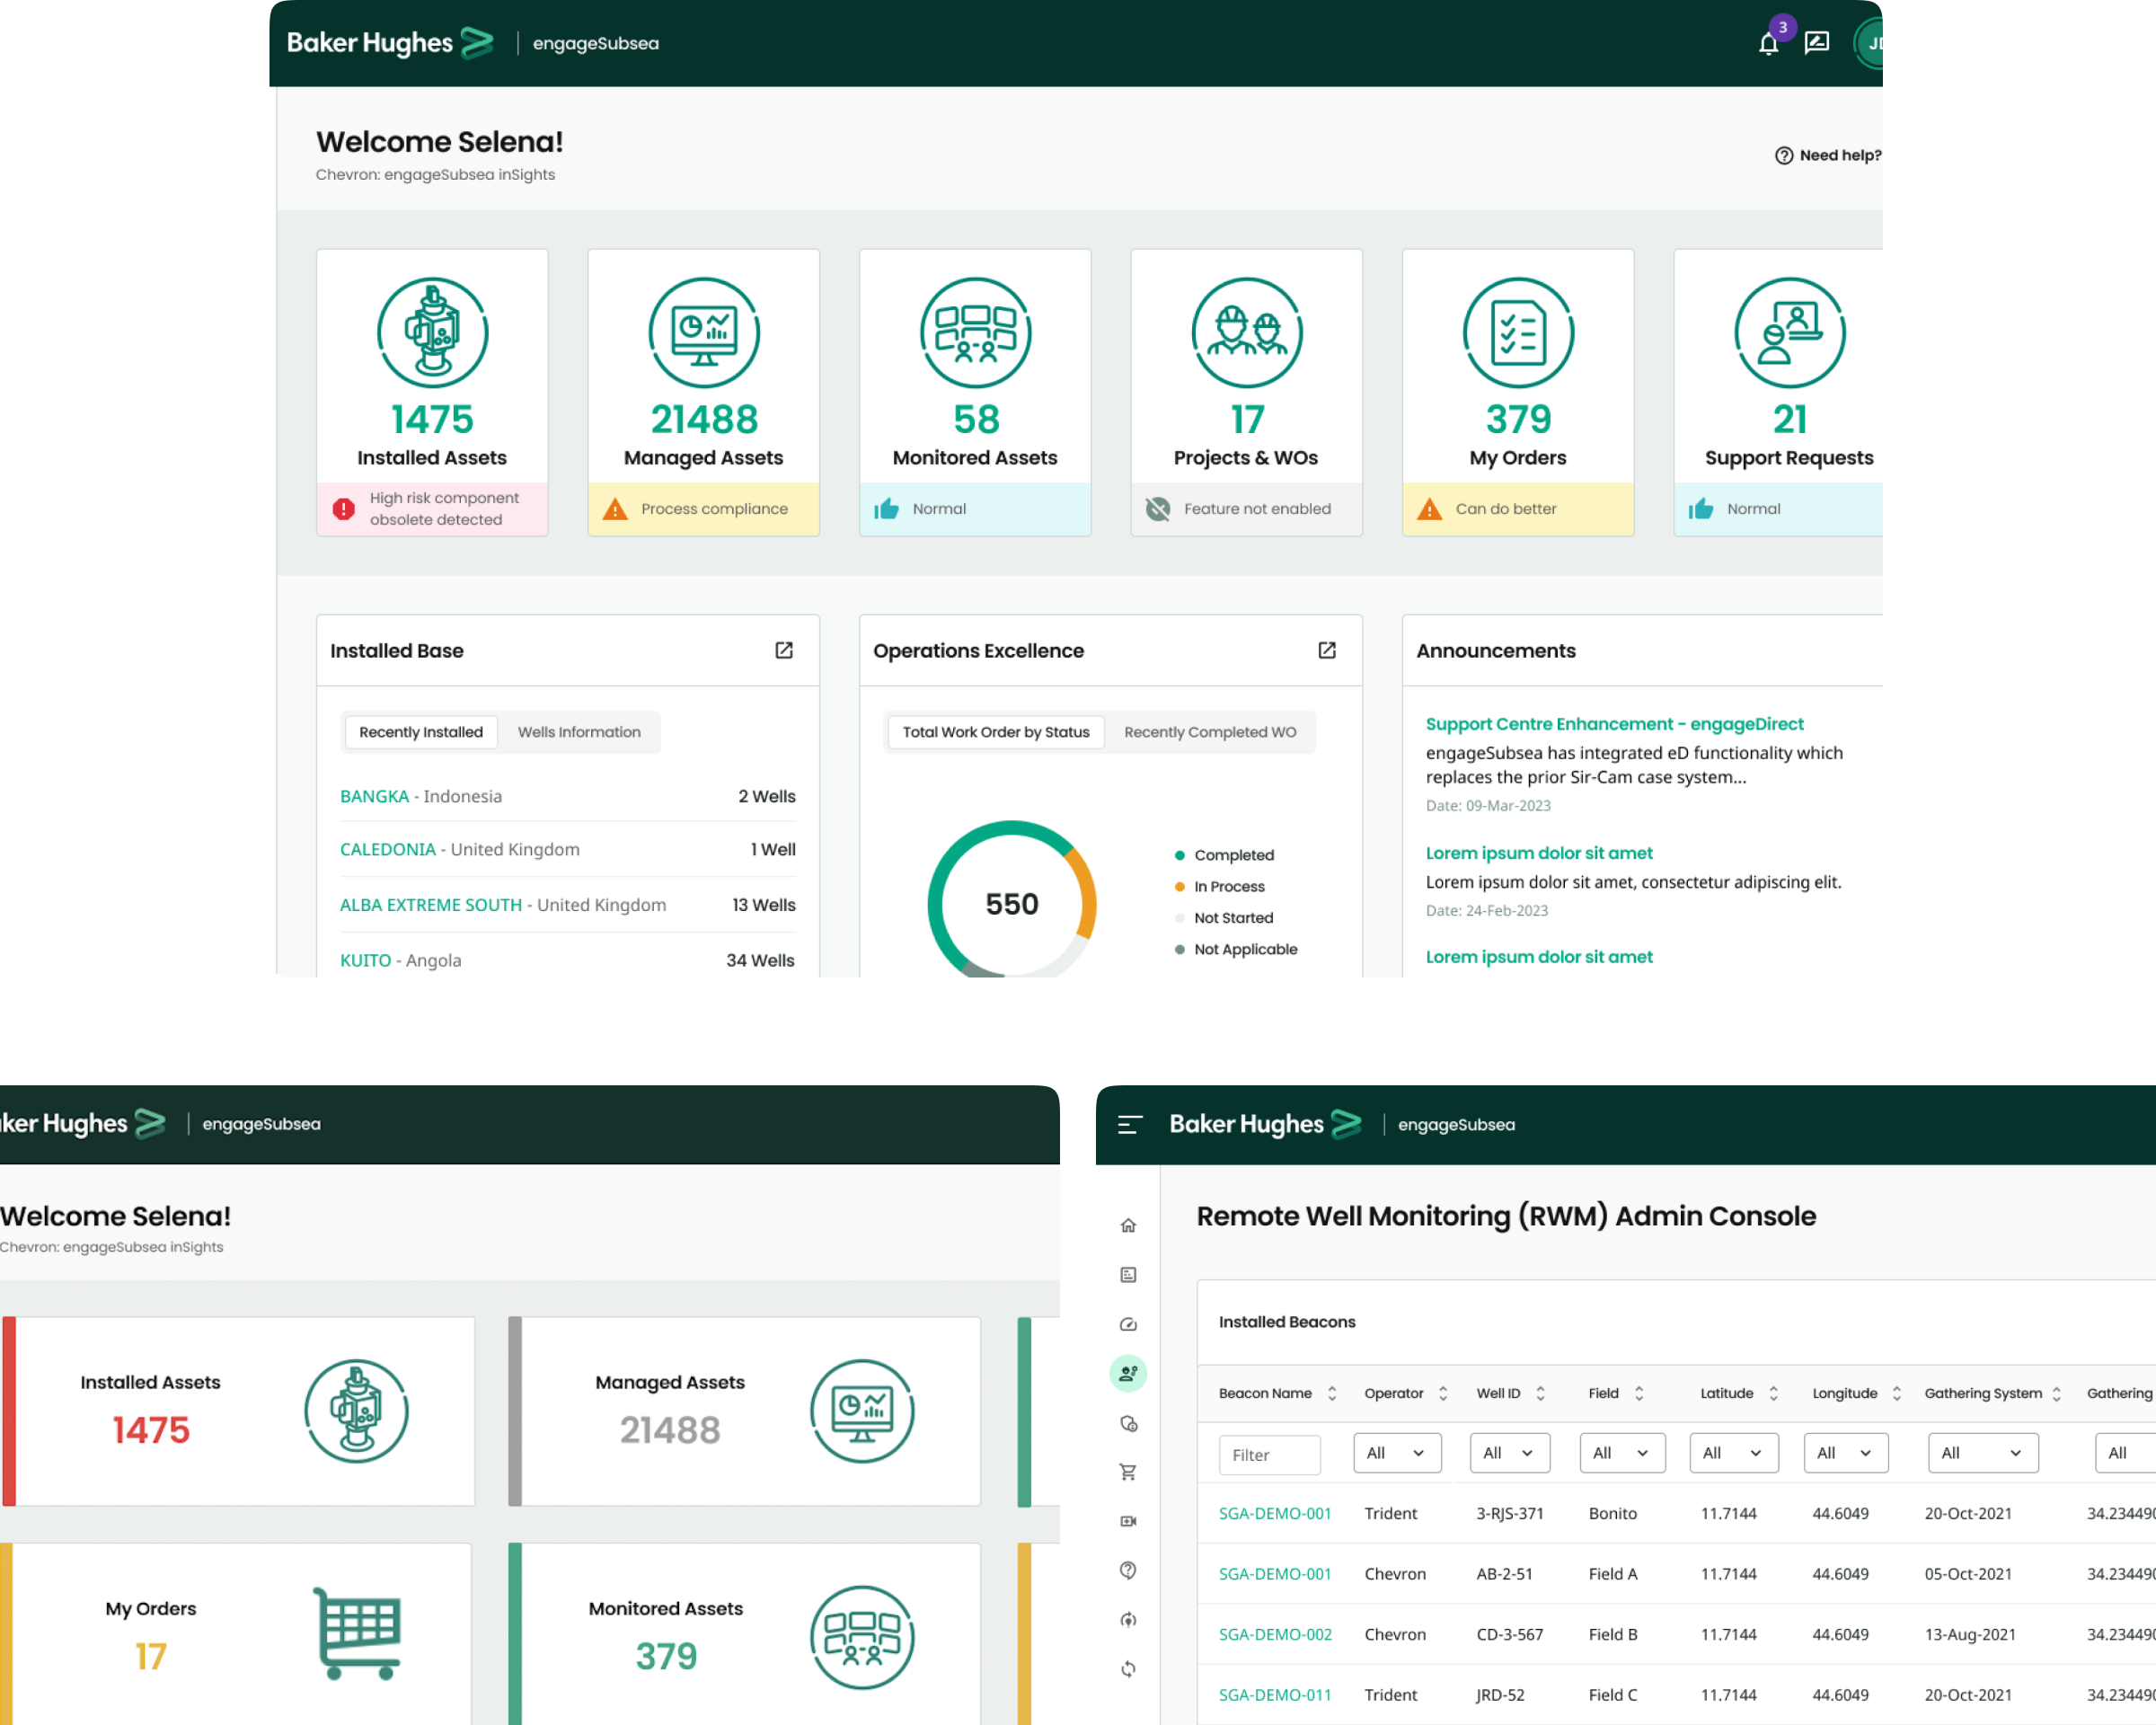 Baker Hughes engageSubsea 3
Welcome Selena!
Chevron: engageSubsea inSights
Need help?
1475
Installed Assets
High risk component
obsolete detected
21488
Managed Assets
Process compliance
58
Monitored Assets
Normal
17
Projects & WOs
Feature not enabled
379
My Orders
Can do better
21
Support Requests
Normal
Installed Base
Recently Installed Wells Information
BANGKA - Indonesia 2 Wells
CALEDONIA - United Kingdom 1 Well
ALBA EXTREME SOUTH - United Kingdom 13 Wells
KUITO - Angola 34 Wells
Operations Excellence
Total Work Order by Status Recently Completed WO
550
Completed
In Process
Not Started
Not Applicable
Announcements
Support Centre Enhancement - engageDirect
engageSubsea has integrated eD functionality which
replaces the prior Sir-Cam case system...
Date: 09-Mar-2023
Lorem ipsum dolor sit amet
Lorem ipsum dolor sit amet, consectetur adipiscing elit.
Date: 24-Feb-2023
Lorem ipsum dolor sit amet
ker Hughes engageSubsea
Welcome Selena!
Chevron: engageSubsea inSights
Installed Assets
1475
Managed Assets
21488
My Orders
17
Monitored Assets
379
Baker Hughes engageSubsea
Remote Well Monitoring (RWM) Admin Console
Installed Beacons
Beacon Name Operator Well ID Field Latitude Longitude Gathering System Gathering
Filter All All All All All All All
SGA-DEMO-001 Trident 3-RJS-371 Bonito 11.7144 44.6049 20-Oct-2021 34.234490
SGA-DEMO-001 Chevron AB-2-51 Field A 11.7144 44.6049 05-Oct-2021 34.234490
SGA-DEMO-002 Chevron CD-3-567 Field B 11.7144 44.6049 13-Aug-2021 34.234490
SGA-DEMO-011 Trident JRD-52 Field C 11.7144 44.6049 20-Oct-2021 34.234490